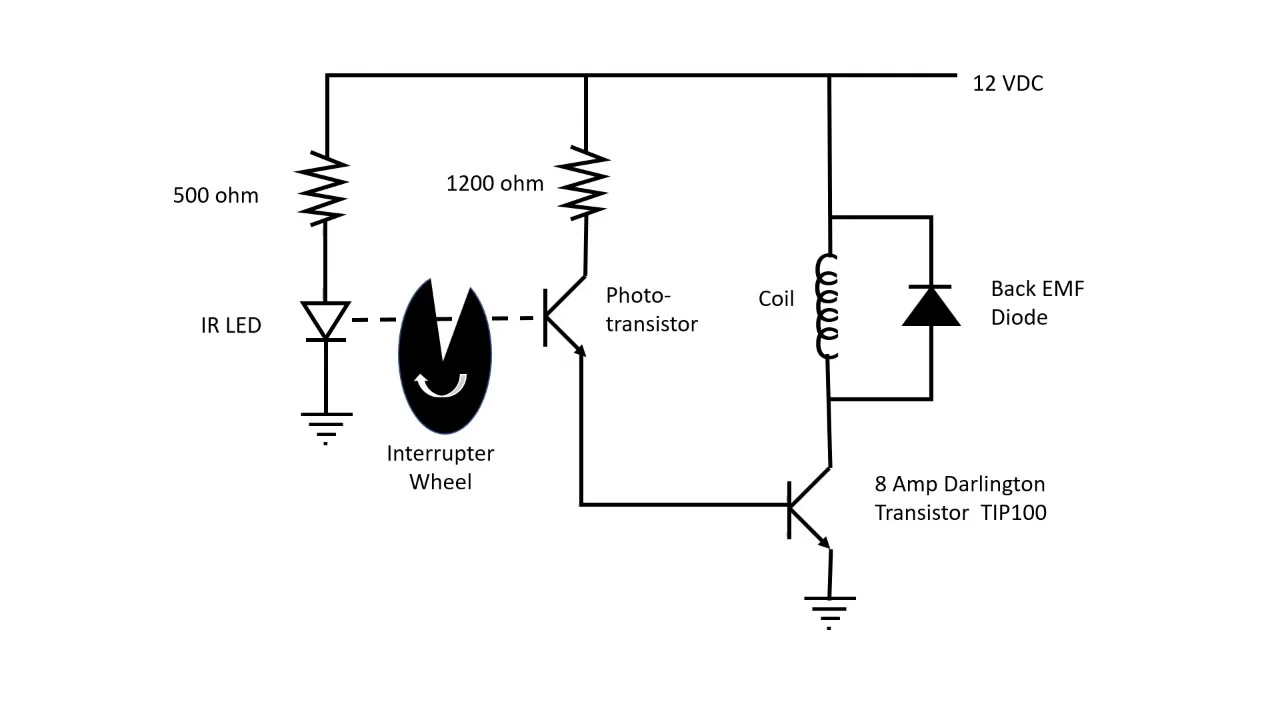 12 VDC
500 ohm
1200 ohm
IR LED
Photo-
transistor
Coil
Back EMF
Diode
Interrupter
Wheel
8 Amp Darlington
Transistor  TIP100